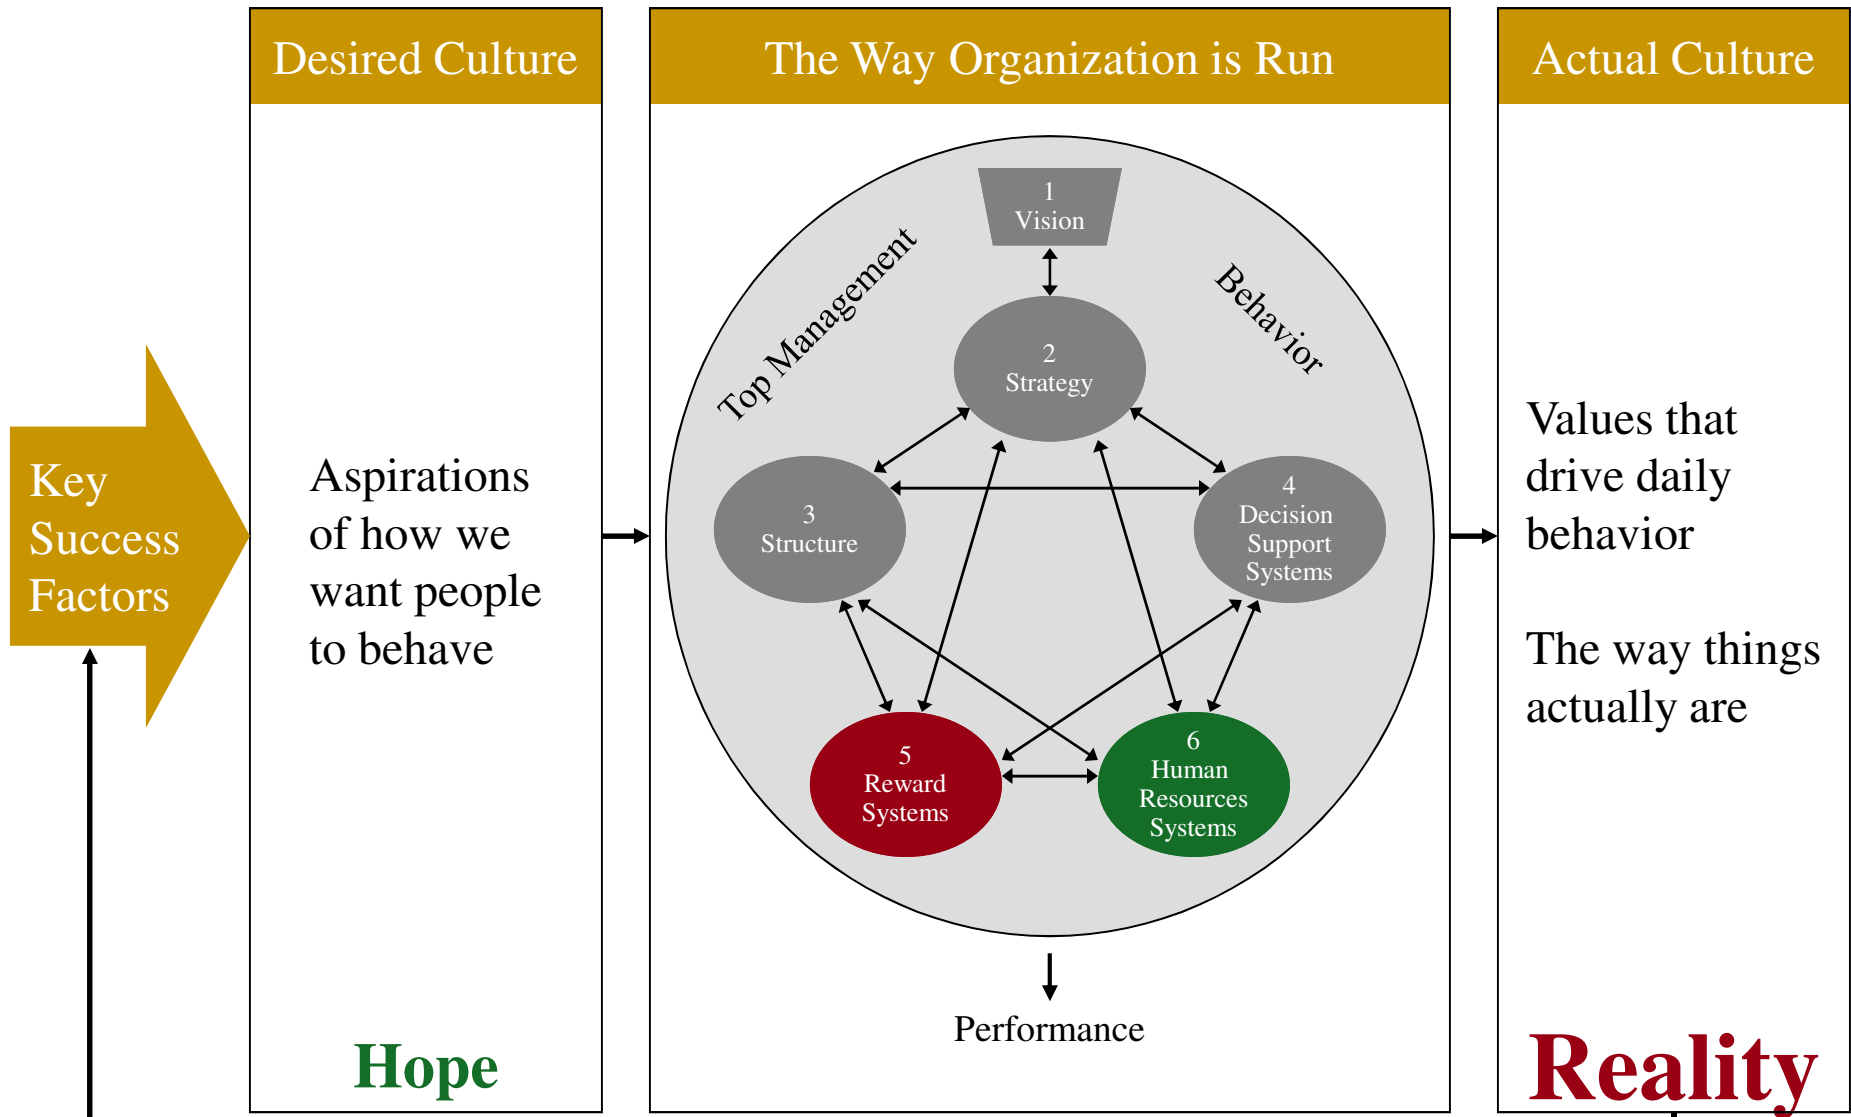 Desired Culture
The Way Organization is Run
Actual Culture
Key
Success
Factors
Aspirations
of how we
want people
to behave
Hope
Top Management
Behavior
1
Vision
2
Strategy
3
Structure
4
Decision
Support
Systems
5
Reward
Systems
6
Human
Resources
Systems
Performance
Values that
drive daily
behavior
The way things
actually are
Reality